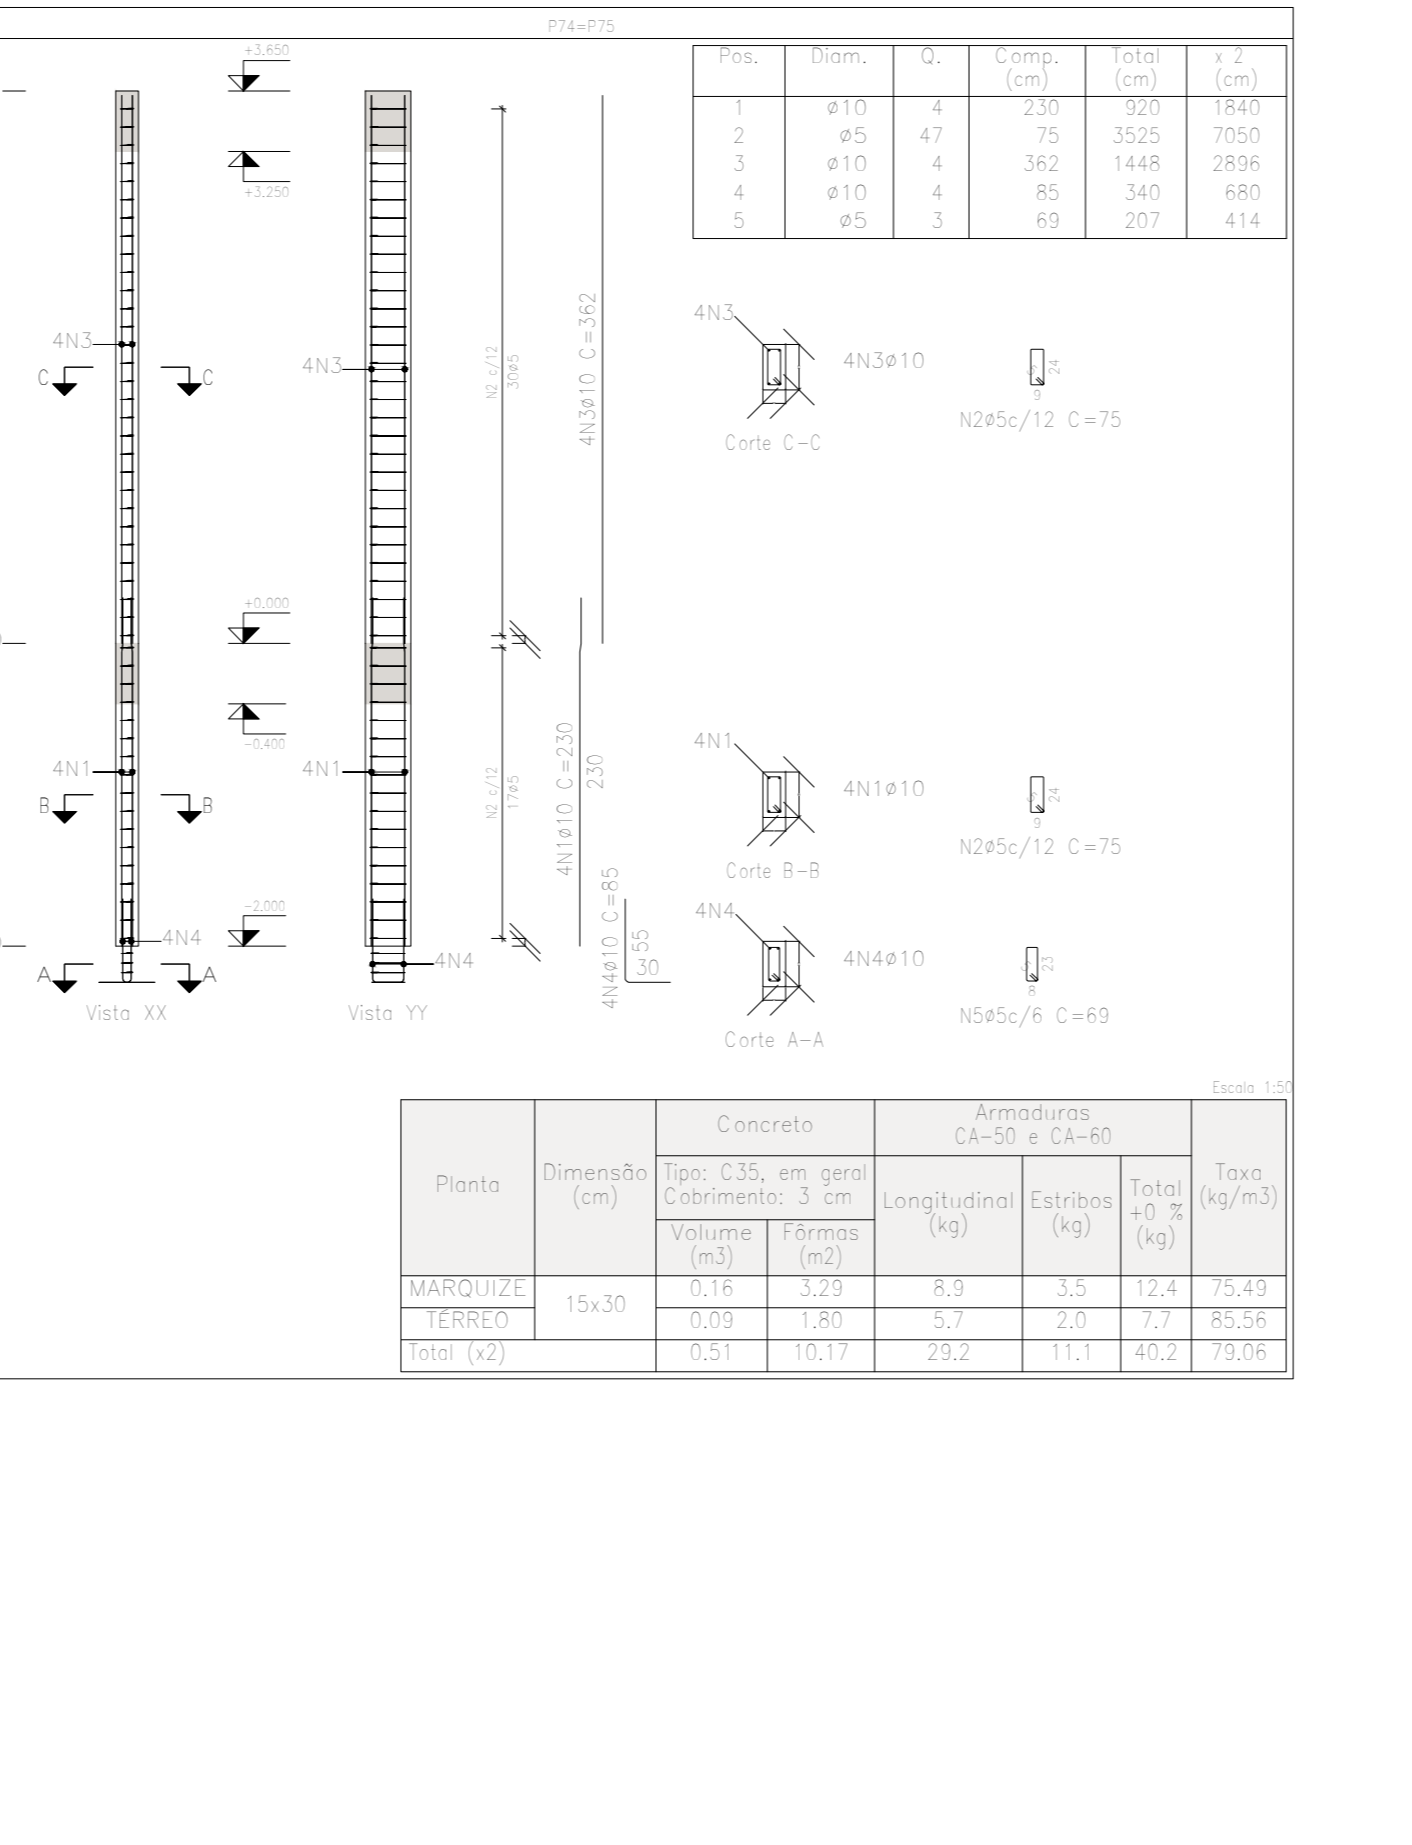 P74=P75
Pos. Diam. Q. Comp. (cm) Total (cm) x 2 (cm)
1 ø10 4 230 920 1840
2 ø5 47 75 3525 7050
3 ø10 4 362 1448 2896
4 ø10 4 85 340 680
5 ø5 3 69 207 414
+3.650
+3.250
4N3
C C
4N3
N2 c/12
30ø5
4N3ø10 C=362
4N3
4N3ø10
Corte C-C
24
9
N2ø5c/12 C=75
+0.000
-0.400
4N1
B B
4N1
N2 c/12
17ø5
4N1ø10 C=230
230
4N1
4N1ø10
Corte B-B
24
9
N2ø5c/12 C=75
-2.000
4N4
A A
4N4
4N4ø10 C=85
55
30
4N4
4N4ø10
Corte A-A
23
8
N5ø5c/6 C=69
Vista XX
Vista YY
Escala 1:50
Planta
Dimensão
(cm)
Concreto
Tipo: C35, em geral
Cobrimento: 3 cm
Volume
(m3)
Fôrmas
(m2)
Armaduras
CA-50 e CA-60
Longitudinal
(kg)
Estribos
(kg)
Total
+0 %
(kg)
Taxa
(kg/m3)
MARQUIZE 15x30 0.16 3.29 8.9 3.5 12.4 75.49
TÉRREO 0.09 1.80 5.7 2.0 7.7 85.56
Total (x2) 0.51 10.17 29.2 11.1 40.2 79.06